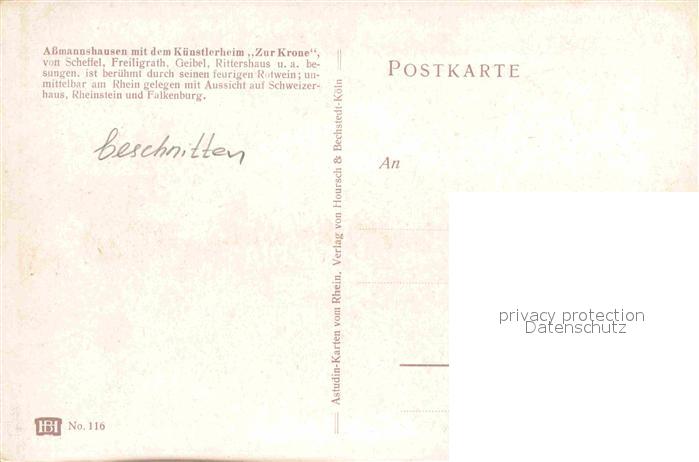 Aßmannshausen mit dem Künstlerheim „Zur Krone“,
von Scheffel, Freiligrath, Geibel, Rittershaus u. a. be-
sungen, ist berühmt durch seinen feurigen Rotwein; un-
mittelbar am Rhein gelegen mit Aussicht auf Schweizer-
haus, Rheinstein und Falkenburg.
beschnitten
HB No. 116
Astudin-Karten vom Rhein. Verlag von Hoursch & Bechstedt-Köln
POSTKARTE
An
privacy protection
Datenschutz